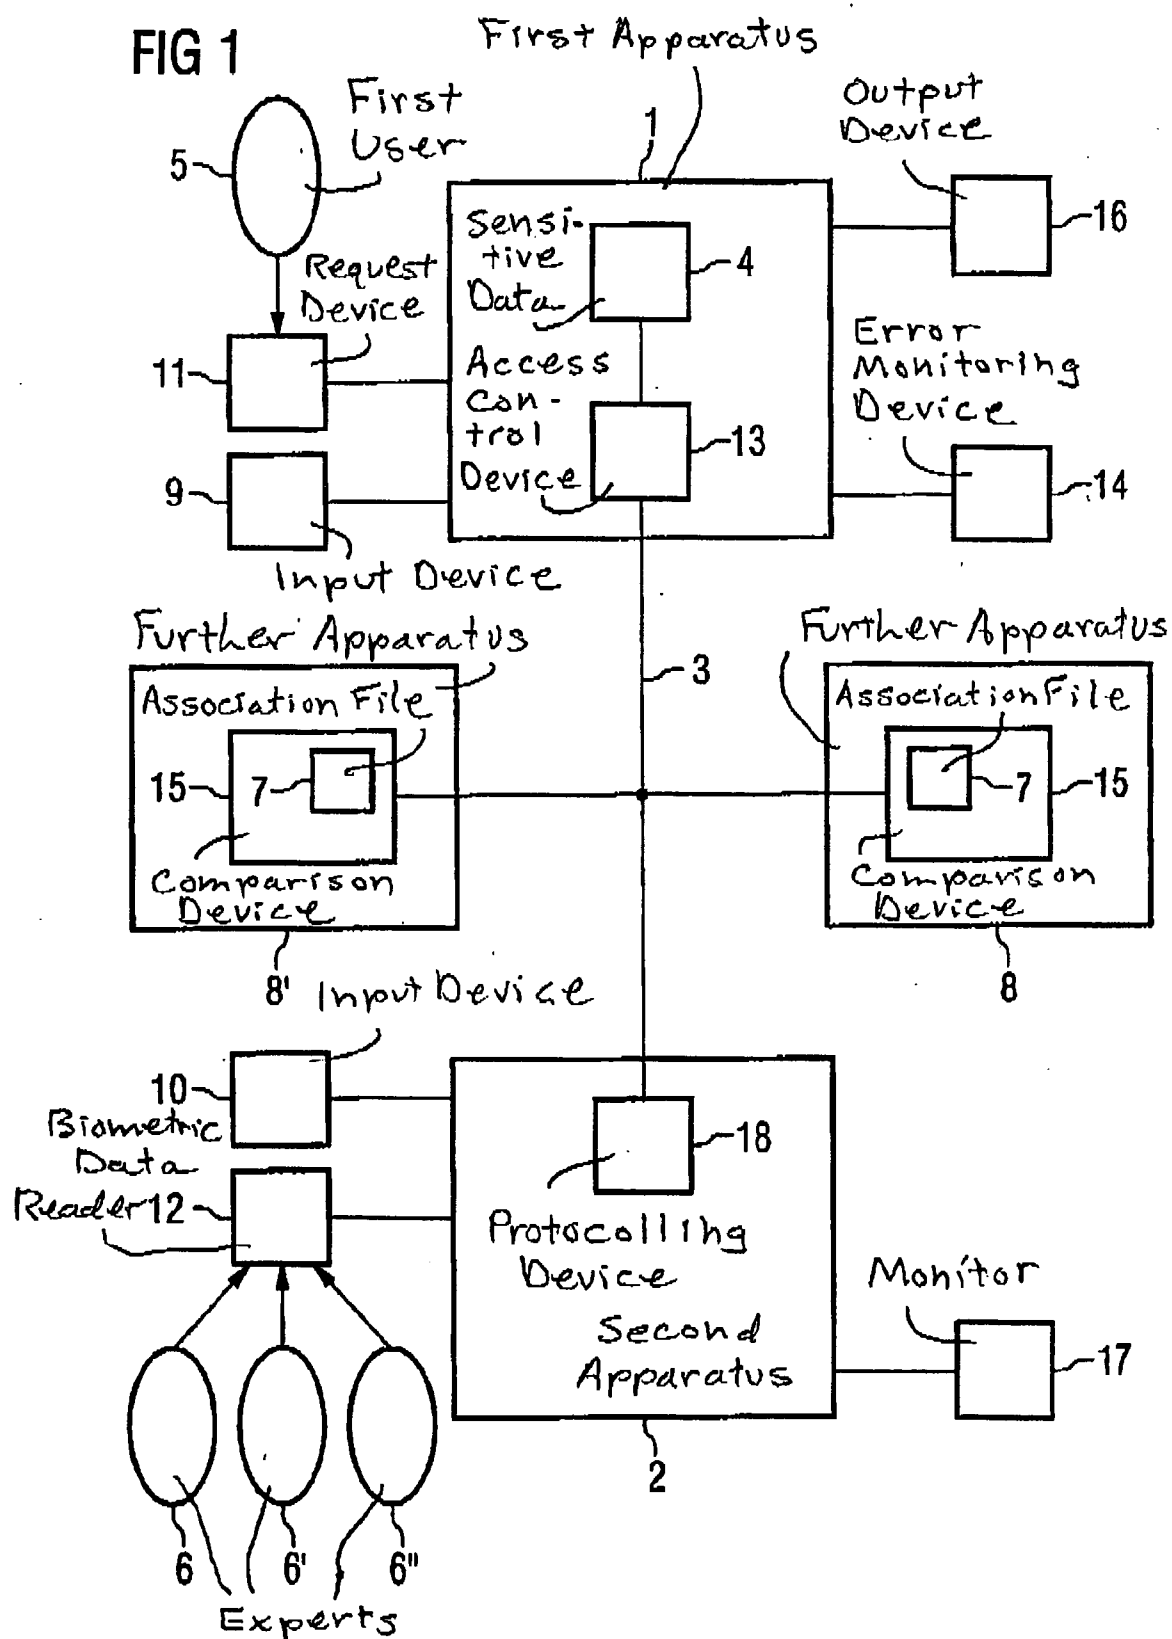 FIG 1
First Apparatus
First
User
5
1
Output
Device
16
Sensi-
tive
Data
4
Request
Device
11
Access
Con-
trol
Device
13
Error
Monitoring
Device
14
9
Input Device
3
Further Apparatus
Association File
15
7
Comparison
Device
8'
Further Apparatus
Association File
7
15
Comparison
Device
8
Input Device
10
Biometric
Data
Reader 12
18
Protocolling
Device
Second
Apparatus
2
Monitor
17
6
6'
6"
Experts